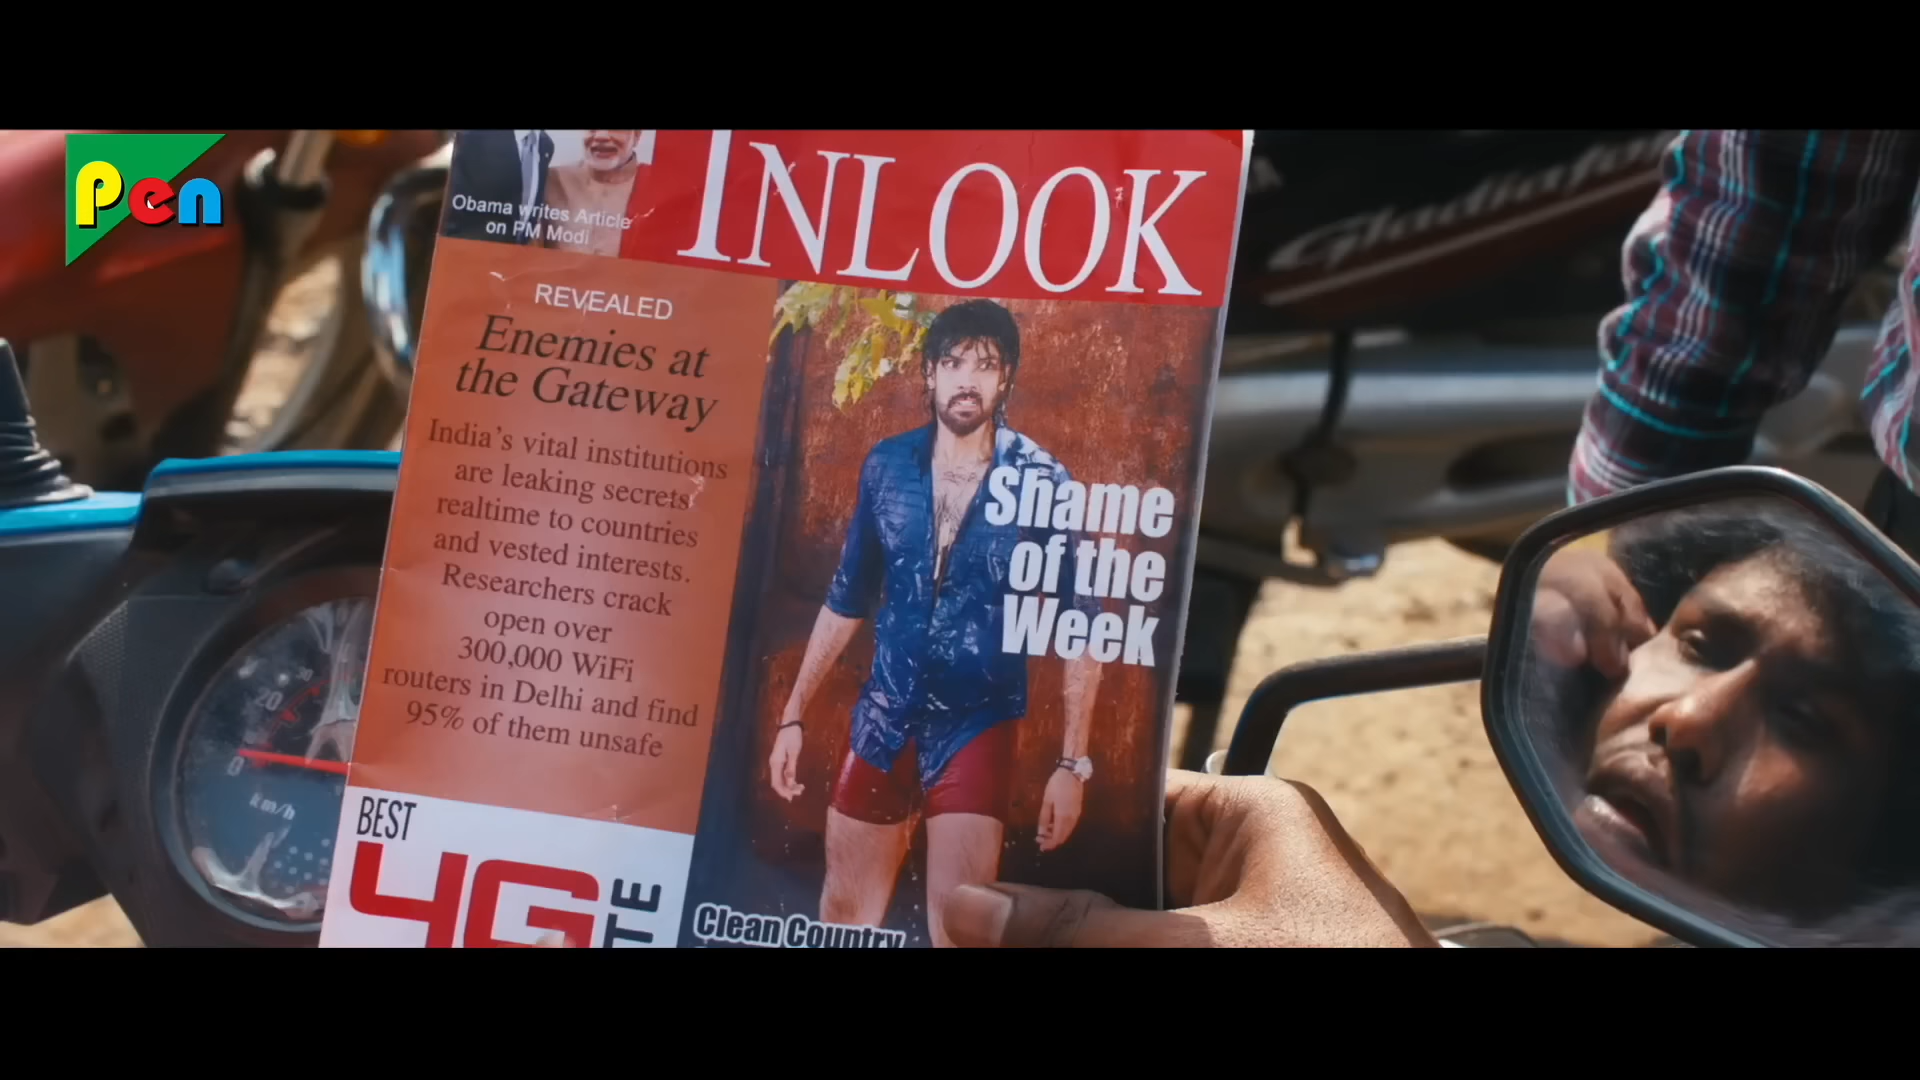 Pen
Obama writes Article
on PM Modi
INLOOK
REVEALED
Enemies at
the Gateway
India's vital institutions
are leaking secrets
realtime to countries
and vested interests.
Researchers crack
open over
300,000 WiFi
routers in Delhi and find
95% of them unsafe
Shame
of the
Week
BEST
4G
Clean Country
Gladiator
0
20
30
km/h